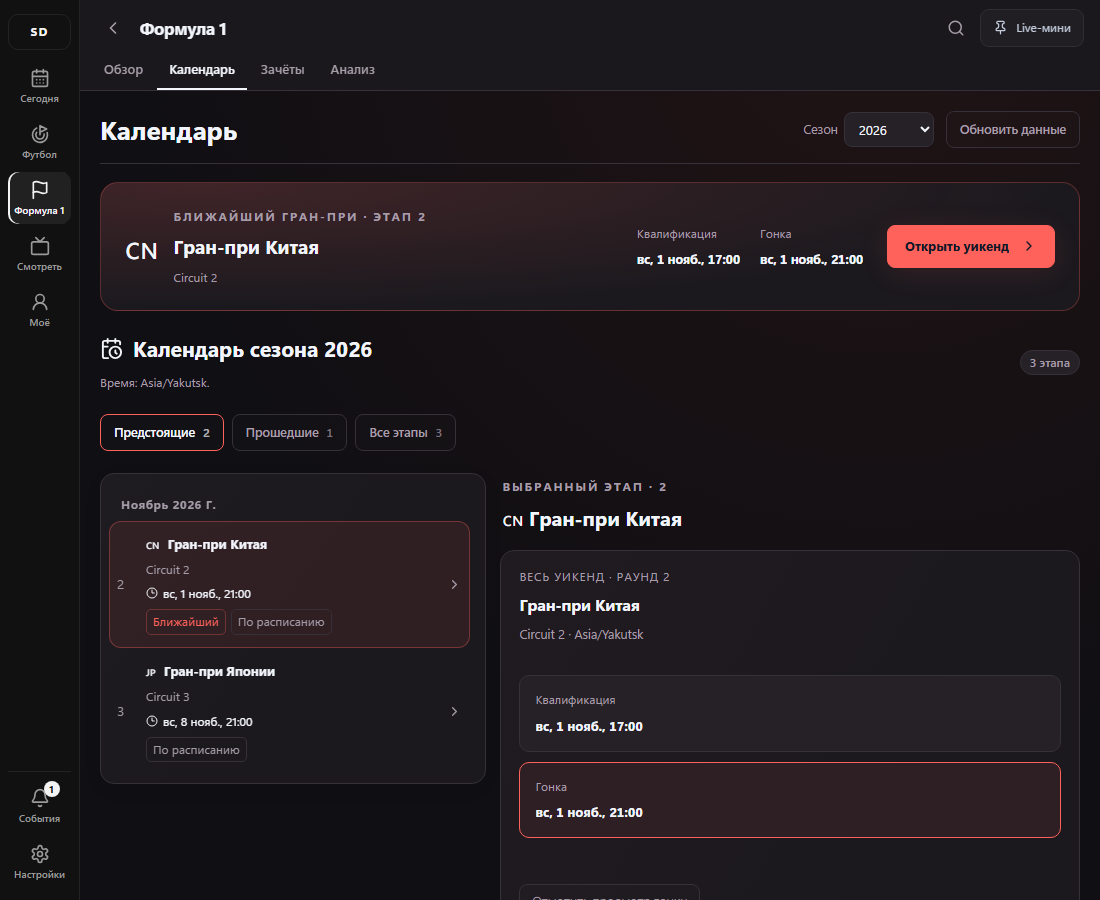 SD
Сегодня
Футбол
Формула 1
Смотреть
Моё
1
События
Настройки
Формула 1
Live-мини
Обзор
Календарь
Зачёты
Анализ
Календарь
Сезон
2026
Обновить данные
БЛИЖАЙШИЙ ГРАН-ПРИ · ЭТАП 2
CN
Гран-при Китая
Circuit 2
Квалификация
вс, 1 нояб., 17:00
Гонка
вс, 1 нояб., 21:00
Открыть уикенд
Календарь сезона 2026
Время: Asia/Yakutsk.
3 этапа
Предстоящие 2
Прошедшие 1
Все этапы 3
Ноябрь 2026 Г.
2
CN Гран-при Китая
Circuit 2
вс, 1 нояб., 21:00
Ближайший
По расписанию
3
JP Гран-при Японии
Circuit 3
вс, 8 нояб., 21:00
По расписанию
ВЫБРАННЫЙ ЭТАП · 2
CN Гран-при Китая
ВЕСЬ УИКЕНД · РАУНД 2
Гран-при Китая
Circuit 2 · Asia/Yakutsk
Квалификация
вс, 1 нояб., 17:00
Гонка
вс, 1 нояб., 21:00